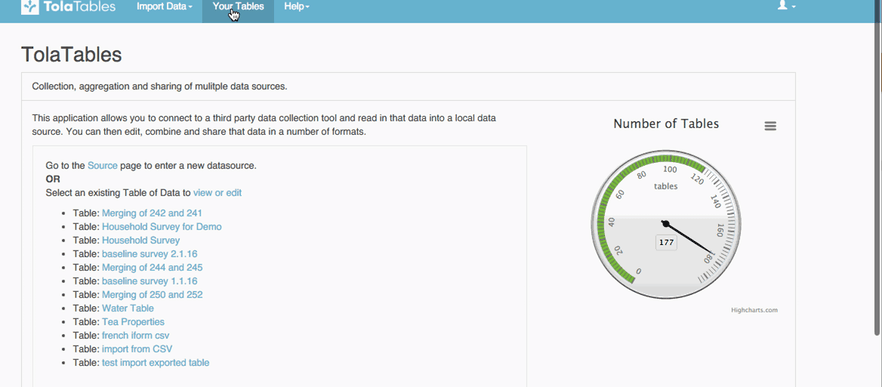 TolaTables Import Data Your Tables Help
TolaTables
Collection, aggregation and sharing of mulitple data sources.
This application allows you to connect to a third party data collection tool and read in that data into a local data
source. You can then edit, combine and share that data in a number of formats.
Go to the Source page to enter a new datasource.
OR
Select an existing Table of Data to view or edit
Table: Merging of 242 and 241
Table: Household Survey for Demo
Table: Household Survey
Table: baseline survey 2.1.16
Table: Merging of 244 and 245
Table: baseline survey 1.1.16
Table: Merging of 250 and 252
Table: Water Table
Table: Tea Properties
Table: french iform csv
Table: import from CSV
Table: test import exported table
Number of Tables
0
20
40
60
80
100
120
140
160
80
tables
177
Highcharts.com